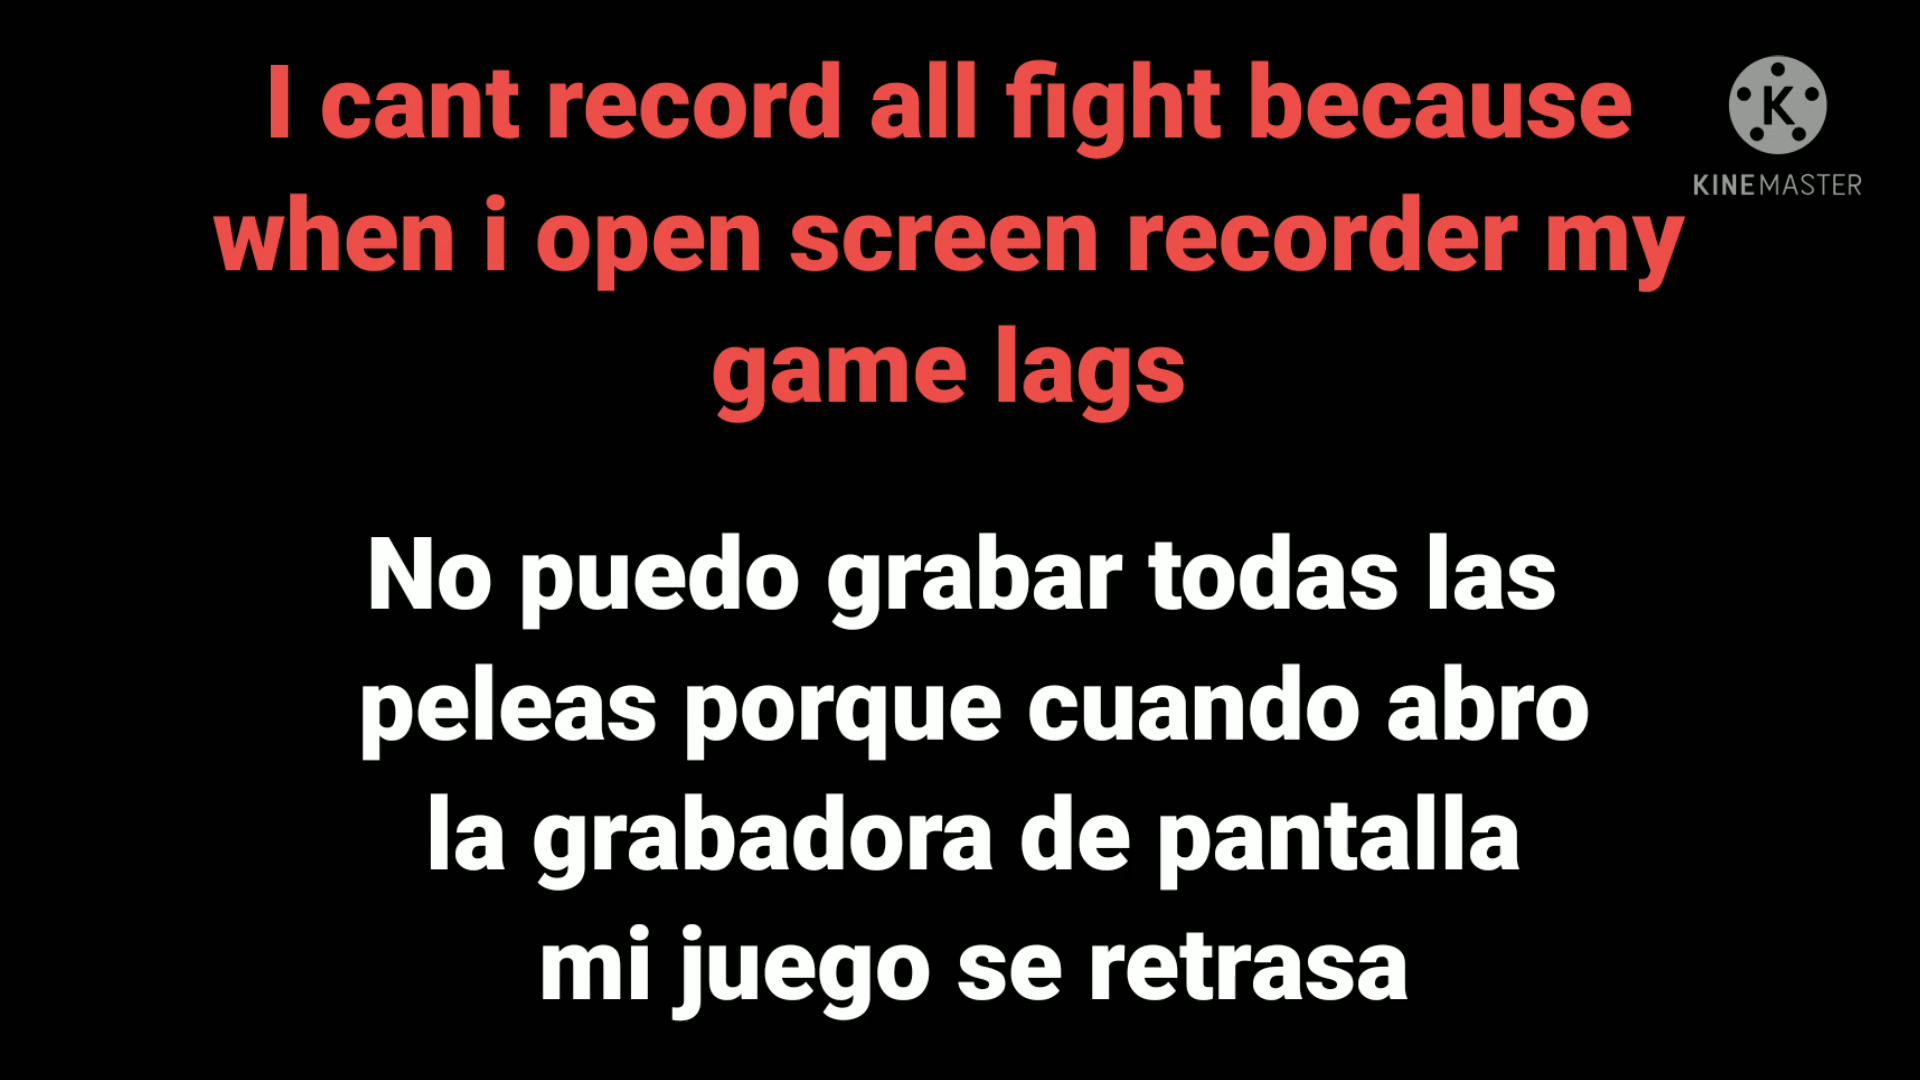 I cant record all fight because
when i open screen recorder my
game lags
K
KINEMASTER
No puedo grabar todas las
peleas porque cuando abro
la grabadora de pantalla
mi juego se retrasa